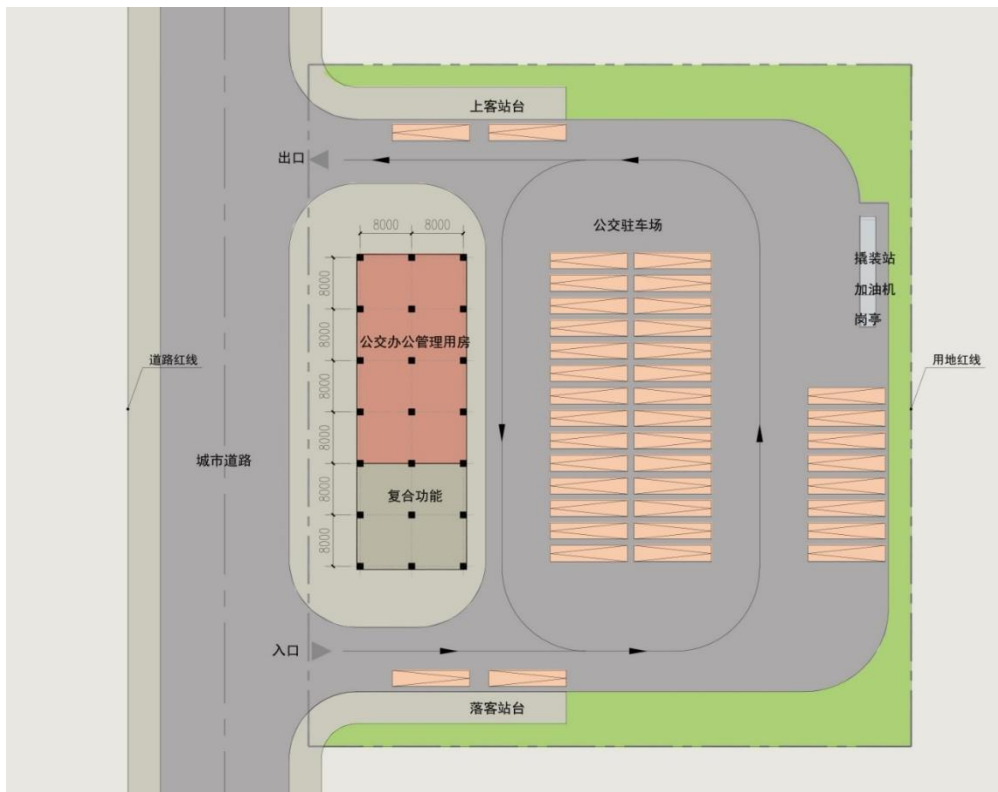 上客站台
出口
8000
8000
公交驻车场
8000
撬装站
加油机
岗亭
8000
公交办公管理用房
道路红线
用地红线
8000
8000
城市道路
复合功能
8000
8000
入口
落客站台